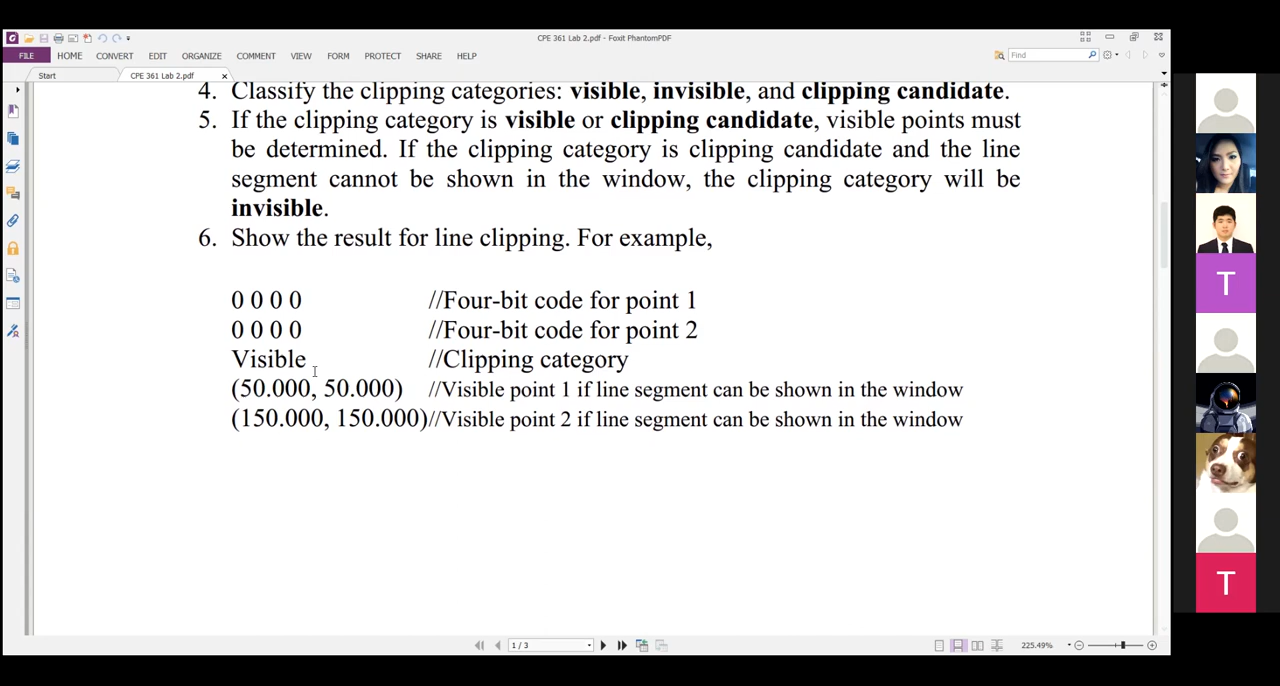 CPE 361 Lab 2.pdf - Foxit PhantomPDF
FILE HOME CONVERT EDIT ORGANIZE COMMENT VIEW FORM PROTECT SHARE HELP
Find
Start CPE 361 Lab 2.pdf ×
4. Classify the clipping categories: visible, invisible, and clipping candidate.
5. If the clipping category is visible or clipping candidate, visible points must
be determined. If the clipping category is clipping candidate and the line
segment cannot be shown in the window, the clipping category will be
invisible.
6. Show the result for line clipping. For example,
0 0 0 0 //Four-bit code for point 1
0 0 0 0 //Four-bit code for point 2
Visible //Clipping category
(50.000, 50.000) //Visible point 1 if line segment can be shown in the window
(150.000, 150.000)//Visible point 2 if line segment can be shown in the window
1 / 3
225.49%
T
T